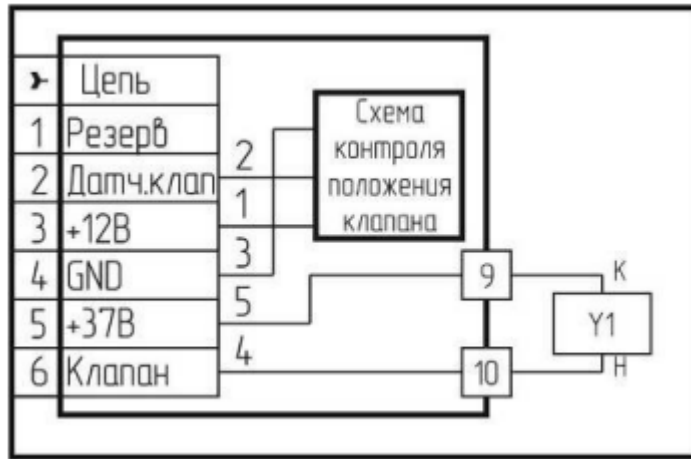 Цепь
1 Резерв
2 Датч.клап
3 +12В
4 GND
5 +37В
6 Клапан
2
1
3
5
4
Схема
контроля
положения
клапана
9
10
К
Y1
Н